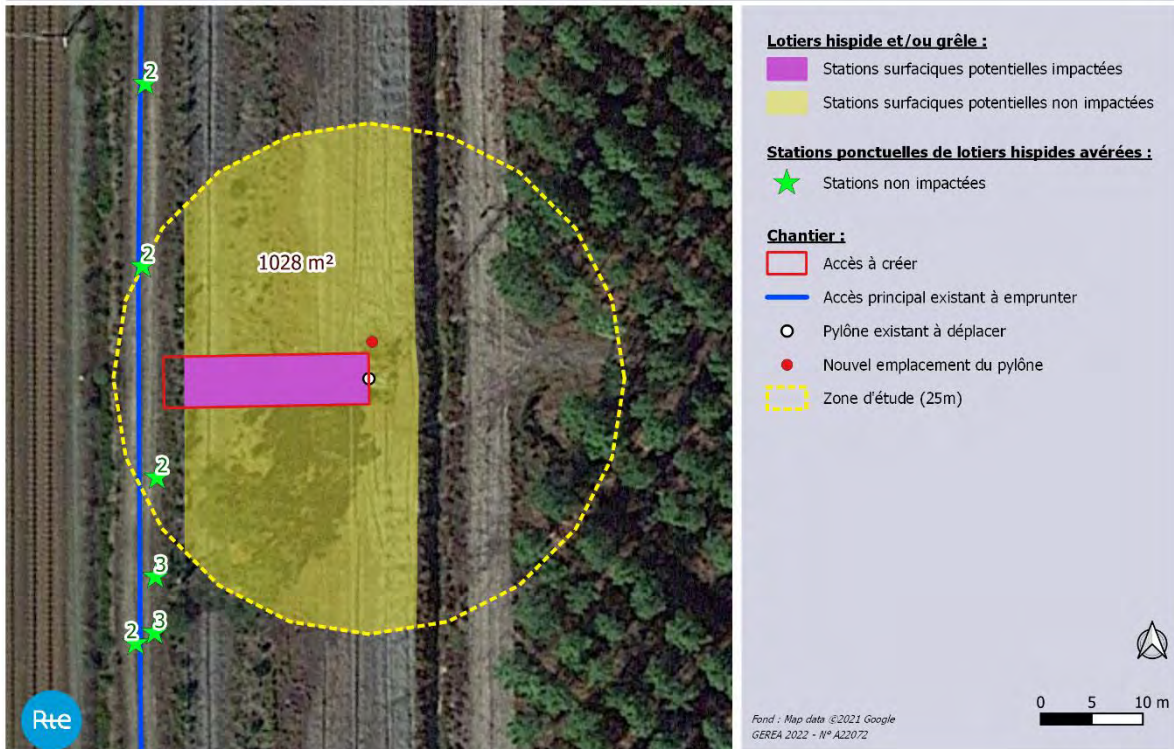 2
2
1028 m²
2
3
3
2
Rte
Lotiers hispide et/ou grêle :
Stations surfaciques potentielles impactées
Stations surfaciques potentielles non impactées
Stations ponctuelles de lotiers hispides avérées :
Stations non impactées
Chantier :
Accès à créer
Accès principal existant à emprunter
Pylône existant à déplacer
Nouvel emplacement du pylône
Zone d'étude (25m)
0 5 10 m
Fond : Map data ©2021 Google
GEREA 2022 - N° A22072